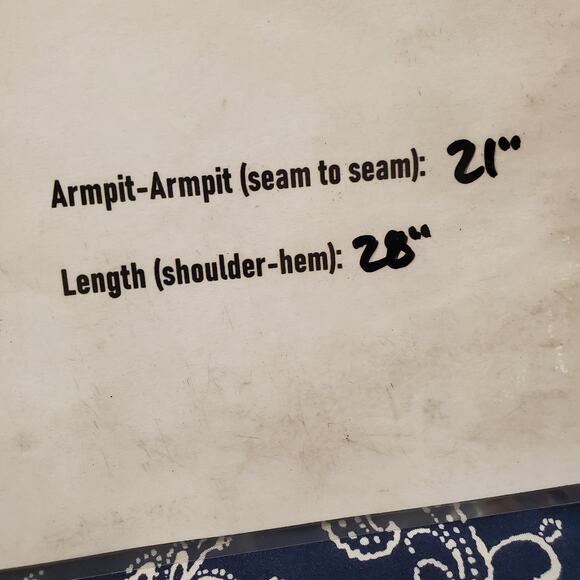 Armpit-Armpit (seam to seam): 21"
Length (shoulder-hem): 28"